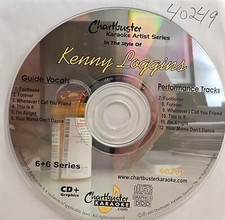 40249
Chartbuster
Karaoke Artist Series
In The Style Of
Kenny Loggins
Guide Vocals
1. Footloose
2. Forever
3. Whenever I Call You Friend
4. This Is It
5. I'm Alright
6. Your Mama Don't Dance
Performance Tracks
7. Footloose
8. Forever
9. Whenever I Call You Friend
10. This Is It
11. I'm Alright
12. Your Mama Don't Dance
6+6 Series
CD+
Graphics
www.
chartbusterkaraoke.com
Chartbuster
KARAOKE
.COM